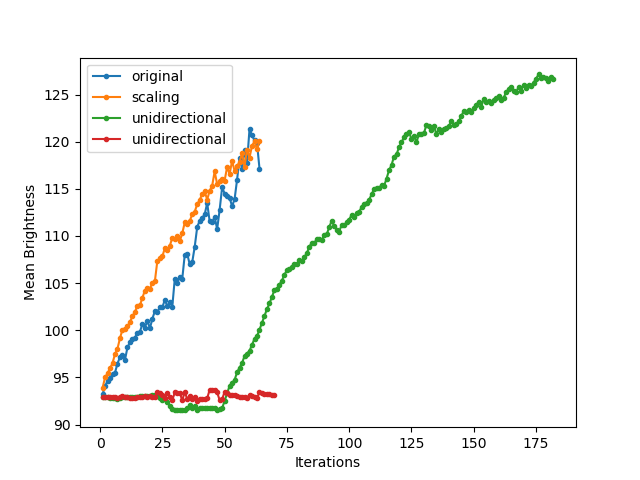 original
scaling
unidirectional
unidirectional
125
120
115
110
105
100
95
90
Mean Brightness
0 25 50 75 100 125 150 175
Iterations